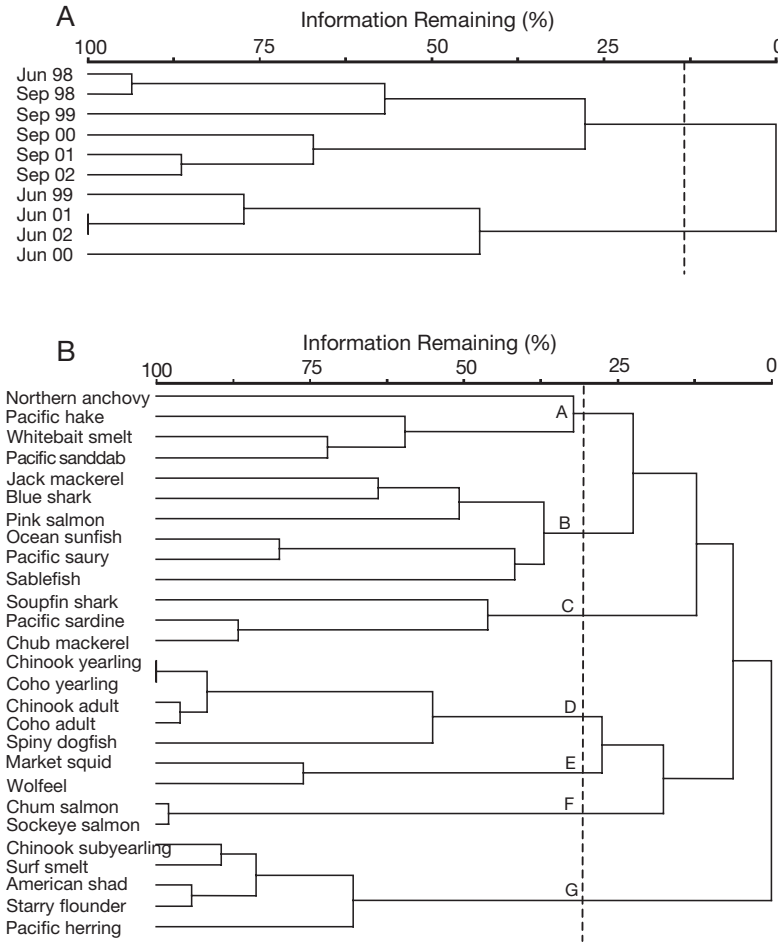 A
Information Remaining (%)
100 75 50 25 0
Jun 98
Sep 98
Sep 99
Sep 00
Sep 01
Sep 02
Jun 99
Jun 01
Jun 02
Jun 00
B
Information Remaining (%)
100 75 50 25 0
Northern anchovy
A
Pacific hake
Whitebait smelt
Pacific sanddab
Jack mackerel
Blue shark
Pink salmon
B
Ocean sunfish
Pacific saury
Sablefish
Soupfin shark
C
Pacific sardine
Chub mackerel
Chinook yearling
Coho yearling
Chinook adult
D
Coho adult
Spiny dogfish
Market squid
E
Wolfeel
Chum salmon
F
Sockeye salmon
Chinook subyearling
Surf smelt
American shad
G
Starry flounder
Pacific herring